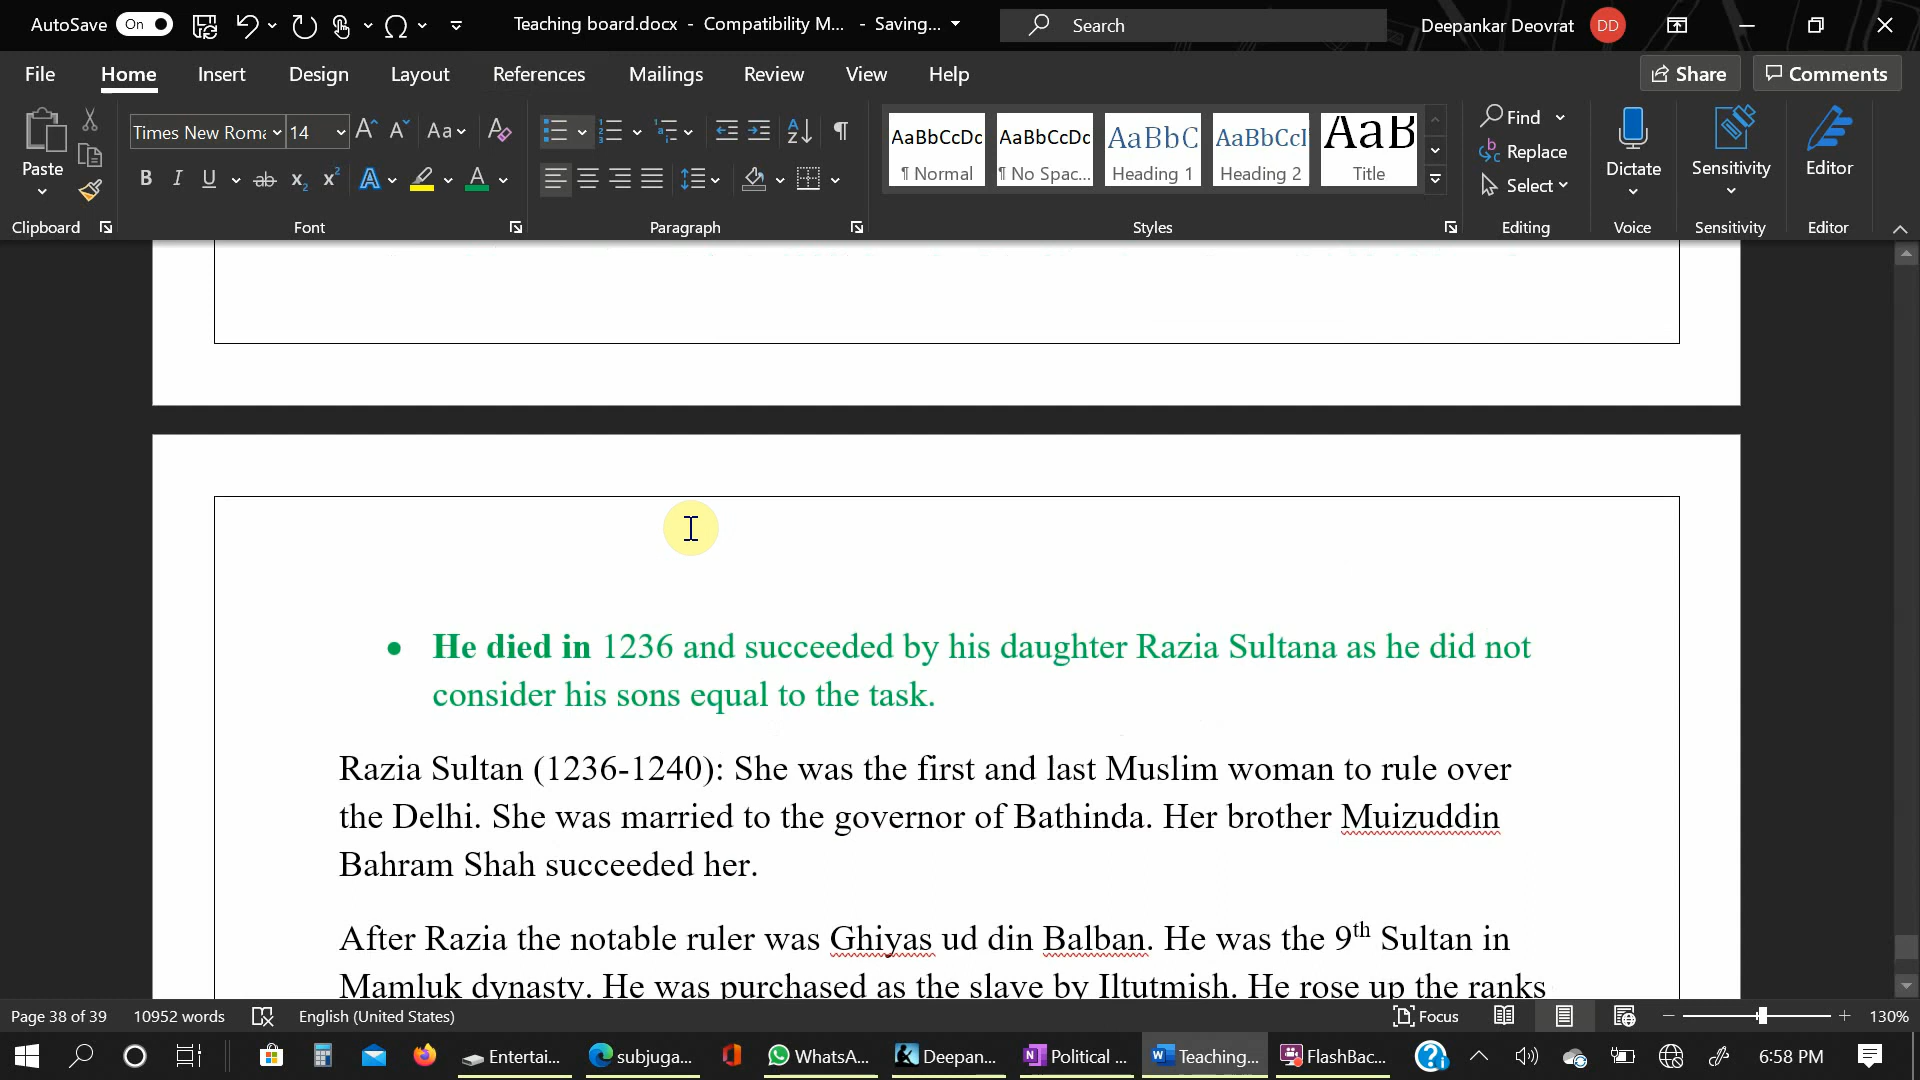 AutoSave On Teaching board.docx - Compatibility M... - Saving... Search Deepankar Deovrat DD
File Home Insert Design Layout References Mailings Review View Help Share Comments
Paste Times New Roma 14 Aa AaBbCcDc AaBbCcDc AaBbC AaBbCcI AaB Find Replace Select Dictate Sensitivity Editor
¶ Normal ¶ No Spac... Heading 1 Heading 2 Title
Clipboard Font Paragraph Styles Editing Voice Sensitivity Editor
• He died in 1236 and succeeded by his daughter Razia Sultana as he did not
consider his sons equal to the task.
Razia Sultan (1236-1240): She was the first and last Muslim woman to rule over
the Delhi. She was married to the governor of Bathinda. Her brother Muizuddin
Bahram Shah succeeded her.
After Razia the notable ruler was Ghiyas ud din Balban. He was the 9th Sultan in
Mamluk dynasty. He was purchased as the slave by Iltutmish. He rose up the ranks
Page 38 of 39 10952 words English (United States) Focus 130%
Entertai... subjuga... WhatsA... Deepan... Political ... Teaching... FlashBac... 6:58 PM